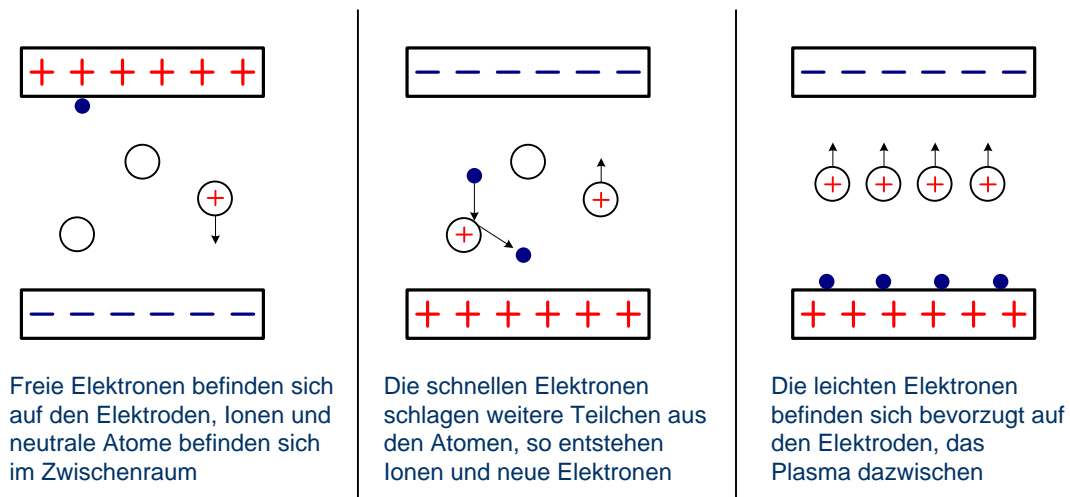 Freie Elektronen befinden sich
auf den Elektroden, Ionen und
neutrale Atome befinden sich
im Zwischenraum
Die schnellen Elektronen
schlagen weitere Teilchen aus
den Atomen, so entstehen
Ionen und neue Elektronen
Die leichten Elektronen
befinden sich bevorzugt auf
den Elektroden, das
Plasma dazwischen